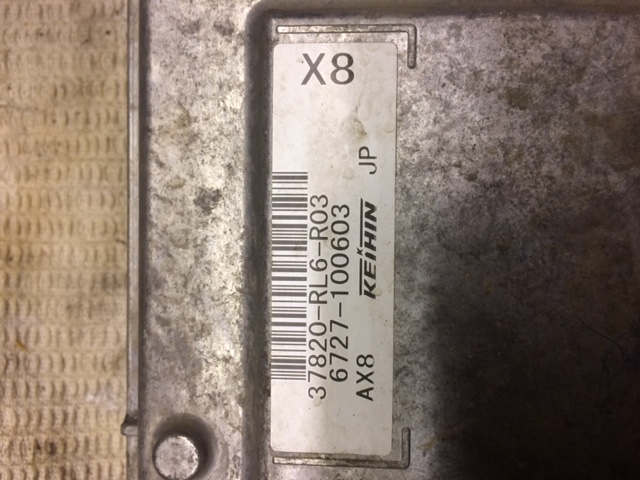 X8
37820-RL6-R03
6727-100603
AX8 KEIHIN JP